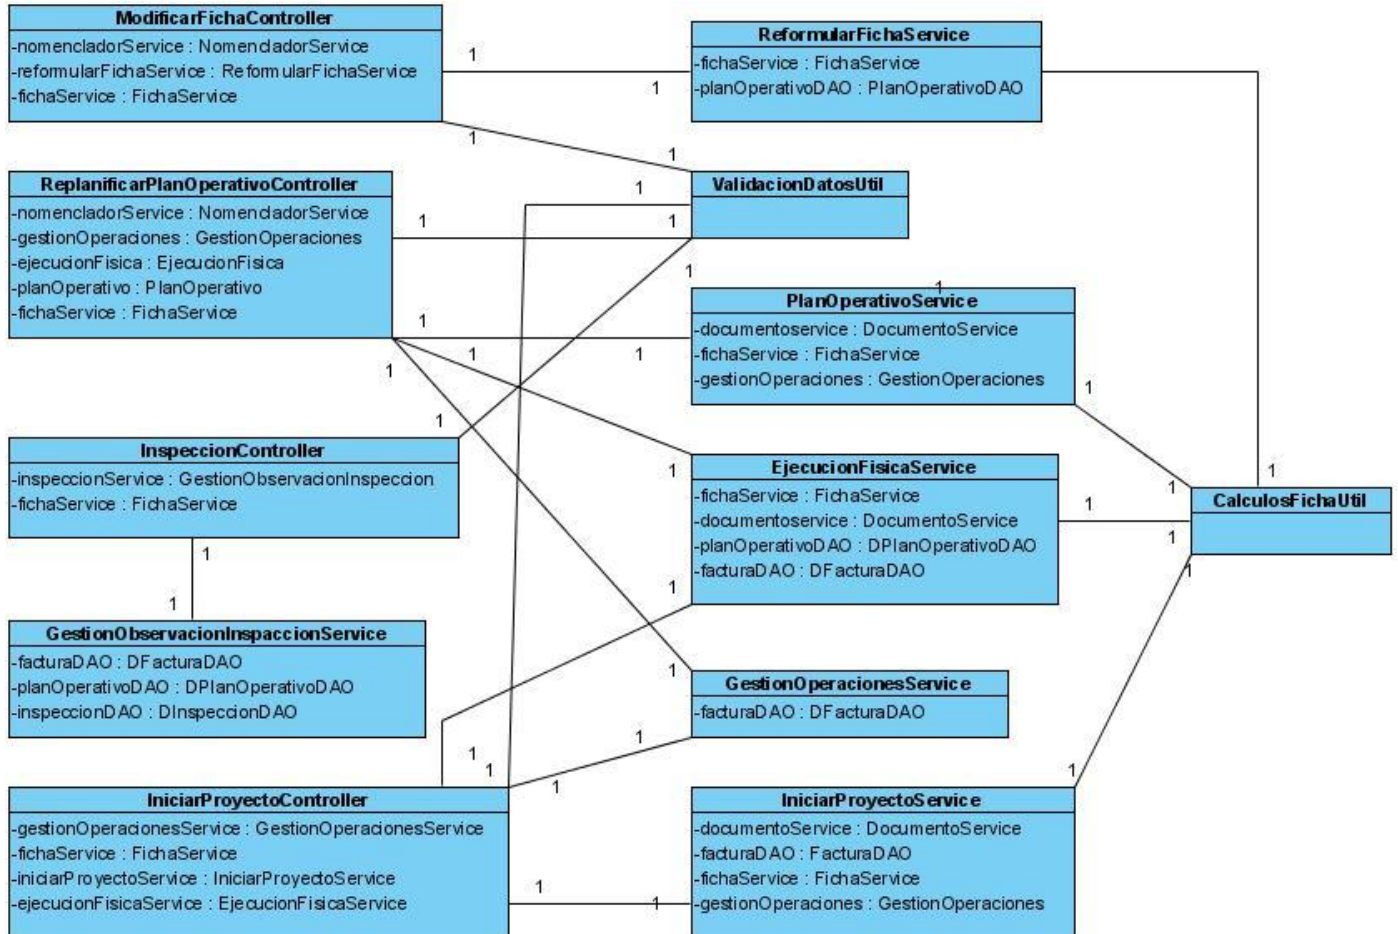 ModificarFichaController
-nomencladorService : NomencladorService
-reformularFichaService : ReformularFichaService
-fichaService : FichaService
1
1
ReformularFichaService
-fichaService : FichaService
-planOperativoDAO : PlanOperativoDAO
1
1
ReplanificarPlanOperativoController
-nomencladorService : NomencladorService
-gestionOperaciones : GestionOperaciones
-ejecucionFisica : EjecucionFisica
-planOperativo : PlanOperativo
-fichaService : FichaService
1
1
1
ValidacionDatosUtil
1
1
1
1
1
1
1
PlanOperativoService
-documentoservice : DocumentoService
-fichaService : FichaService
-gestionOperaciones : GestionOperaciones
1
1
InspeccionController
-inspeccionService : GestionObservacionInspeccion
-fichaService : FichaService
1
EjecucionFisicaService
-fichaService : FichaService
-documentoservice : DocumentoService
-planOperativoDAO : DPlanOperativoDAO
-facturaDAO : DFacturaDAO
1
1
1
1
1
CalculosFichaUtil
1
1
1
1
GestionObservacionInspaccionService
-facturaDAO : DFacturaDAO
-planOperativoDAO : DPlanOperativoDAO
-inspeccionDAO : DInspeccionDAO
1
GestionOperacionesService
-facturaDAO : DFacturaDAO
1
1
1
1
1
IniciarProyectoController
-gestionOperacionesService : GestionOperacionesService
-fichaService : FichaService
-iniciarProyectoService : IniciarProyectoService
-ejecucionFisicaService : EjecucionFisicaService
1
1
IniciarProyectoService
-documentoService : DocumentoService
-facturaDAO : FacturaDAO
-fichaService : FichaService
-gestionOperaciones : GestionOperaciones